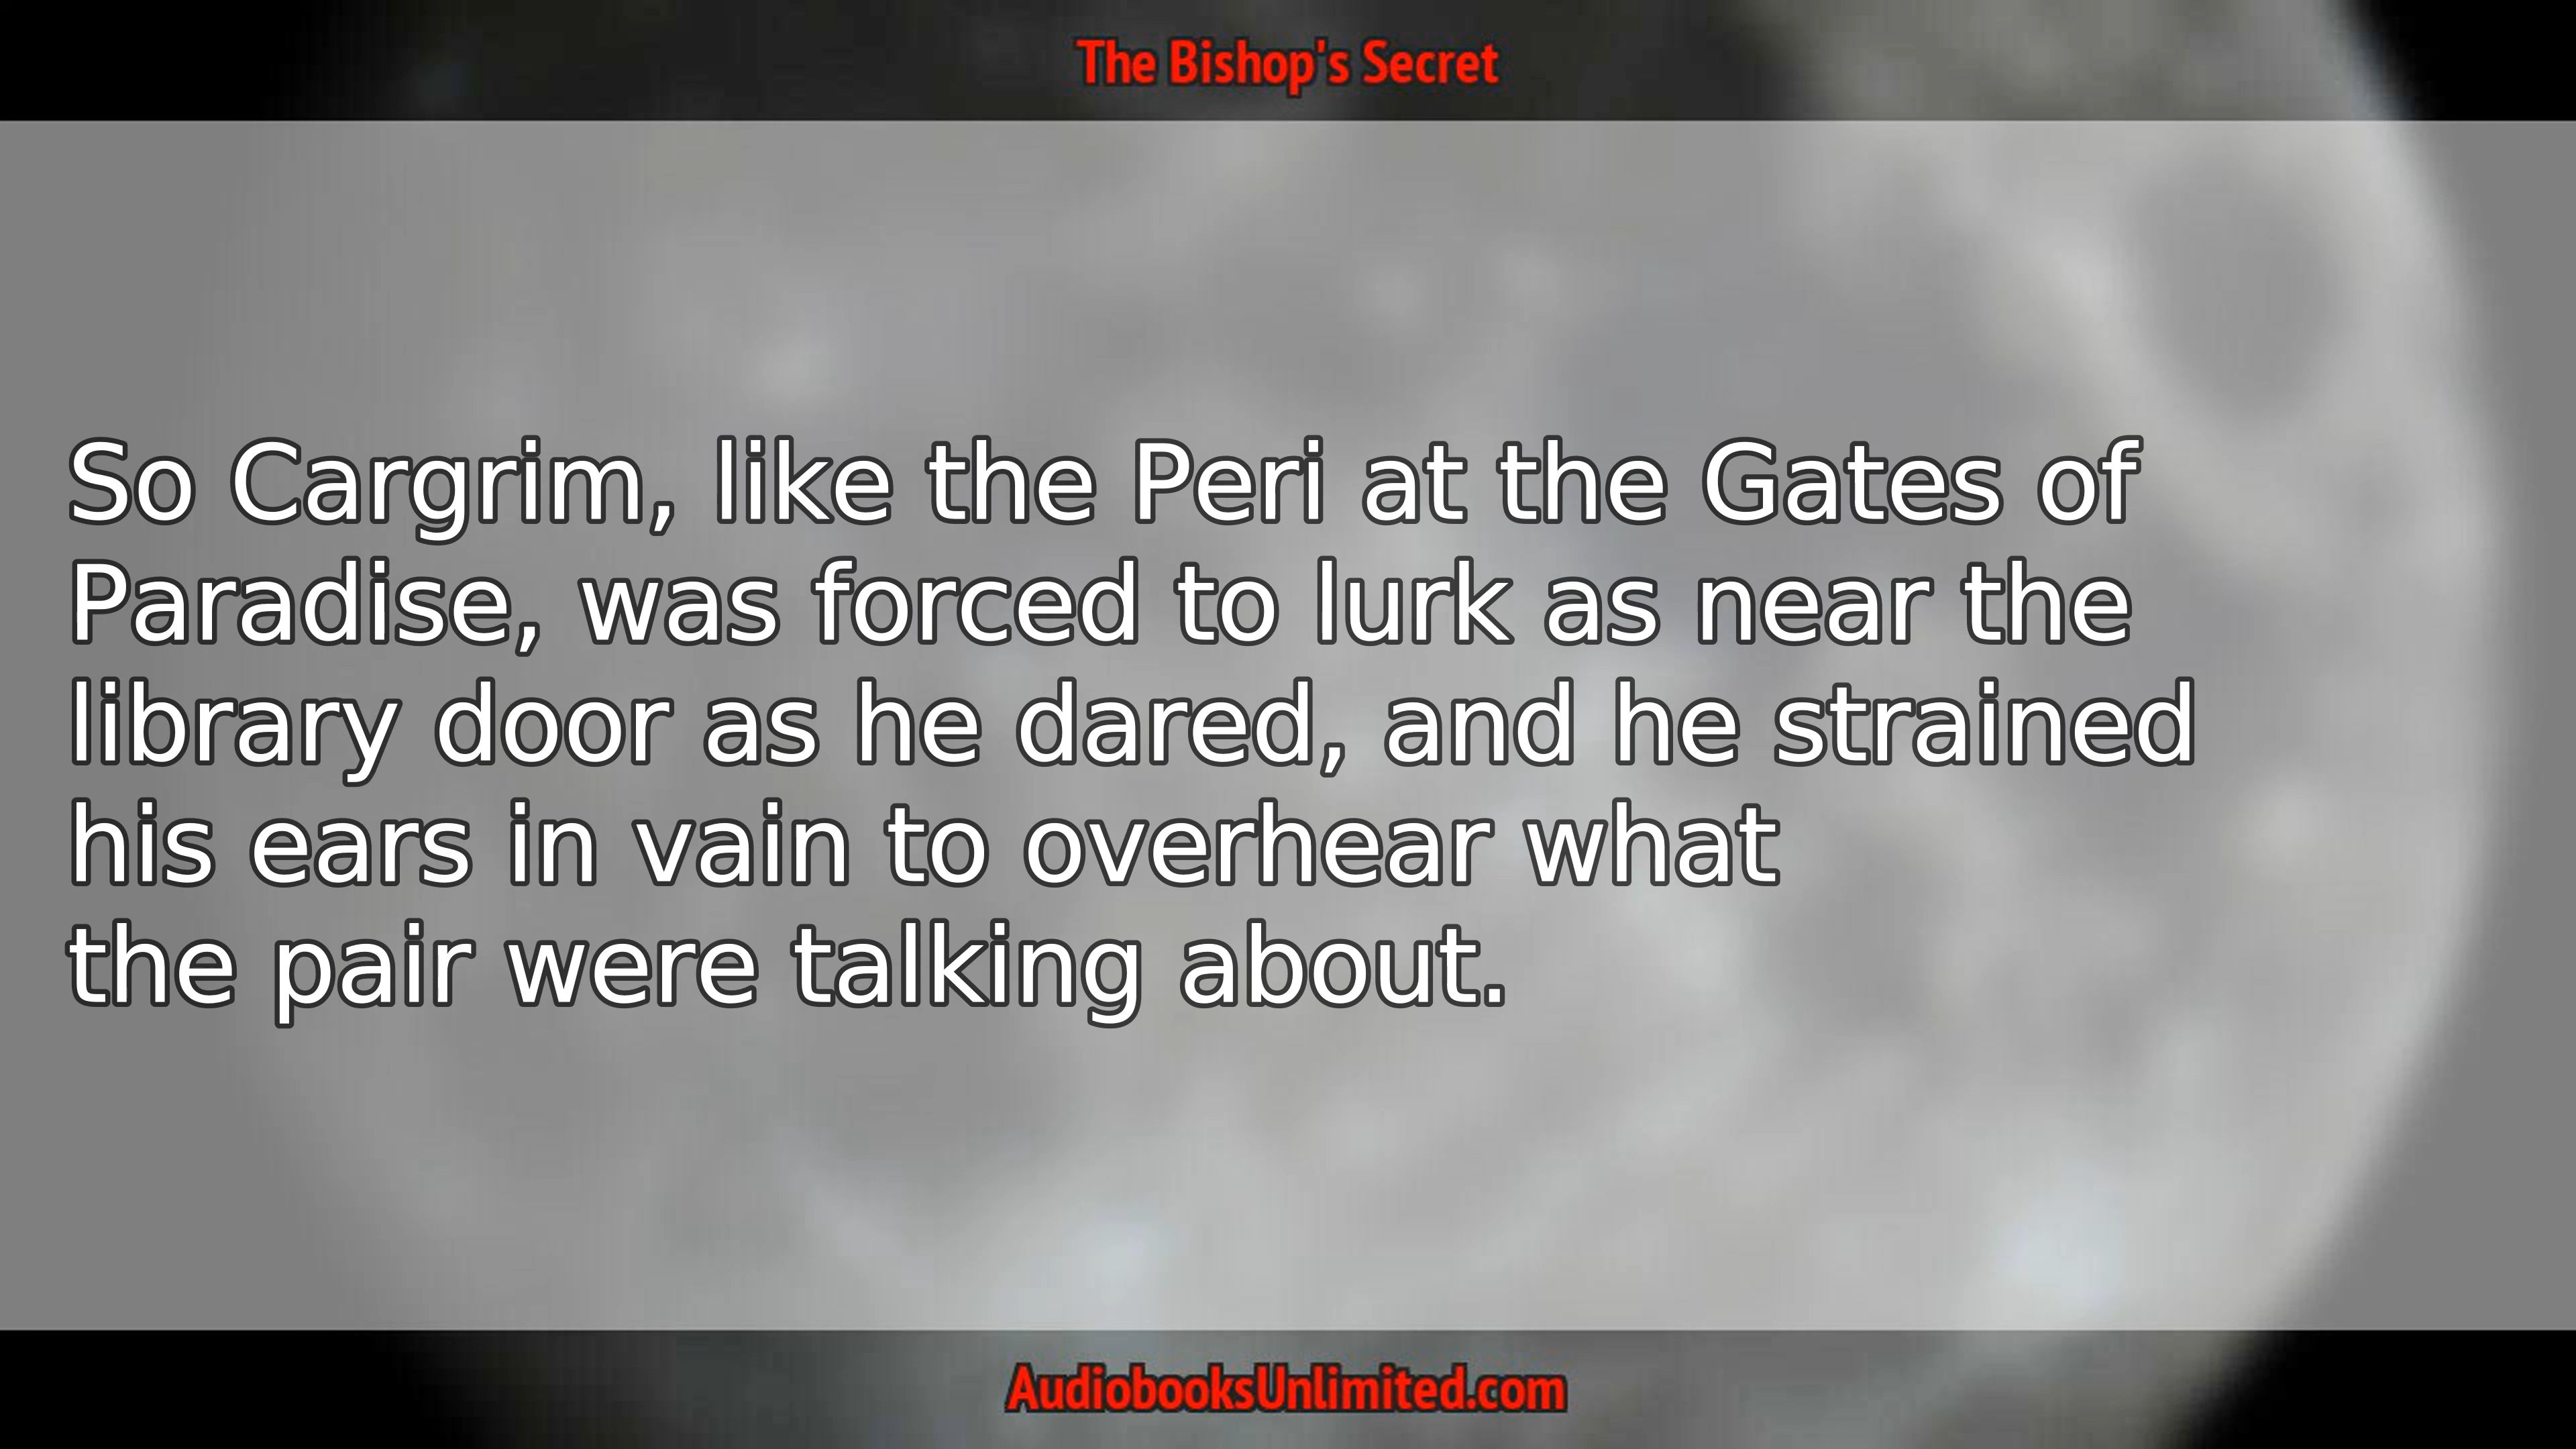 The Bishop's Secret
So Cargrim, like the Peri at the Gates of
Paradise, was forced to lurk as near the
library door as he dared, and he strained
his ears in vain to overhear what
the pair were talking about.
AudiobooksUnlimited.com